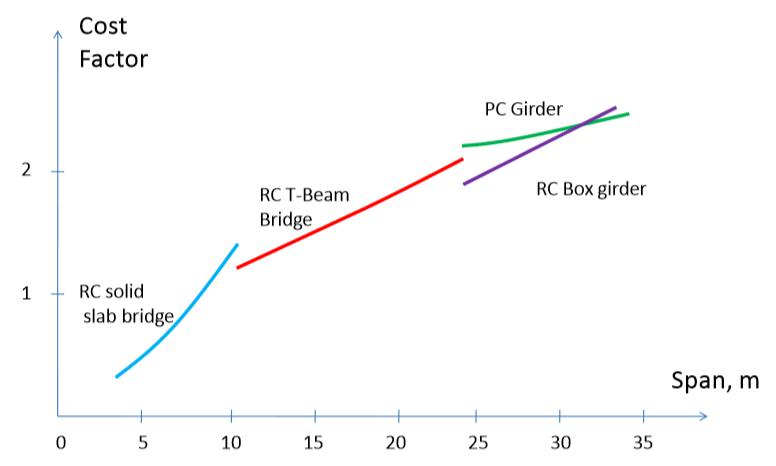 Cost
Factor
PC Girder
2
RC T-Beam
Bridge
RC Box girder
1
RC solid
slab bridge
Span, m
0 5 10 15 20 25 30 35